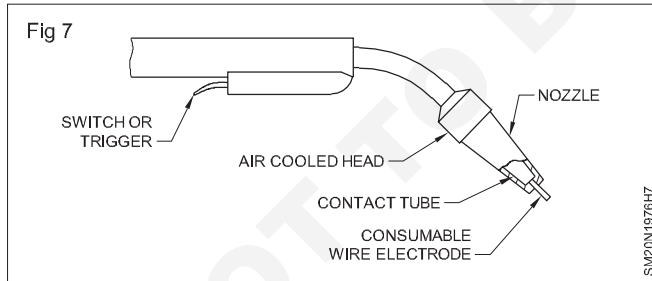 Fig 7
SWITCH OR
TRIGGER
NOZZLE
AIR COOLED HEAD
CONTACT TUBE
CONSUMABLE
WIRE ELECTRODE
SM20N1976H7